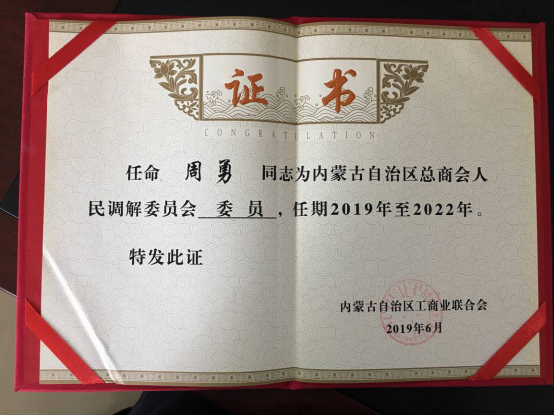 证书
CONGRATULATION
任命 周勇 同志为内蒙古自治区总商会人
民调解委员会 委 员 ，任期2019年至2022年。
特发此证
内蒙古自治区工商业联合会
2019年6月